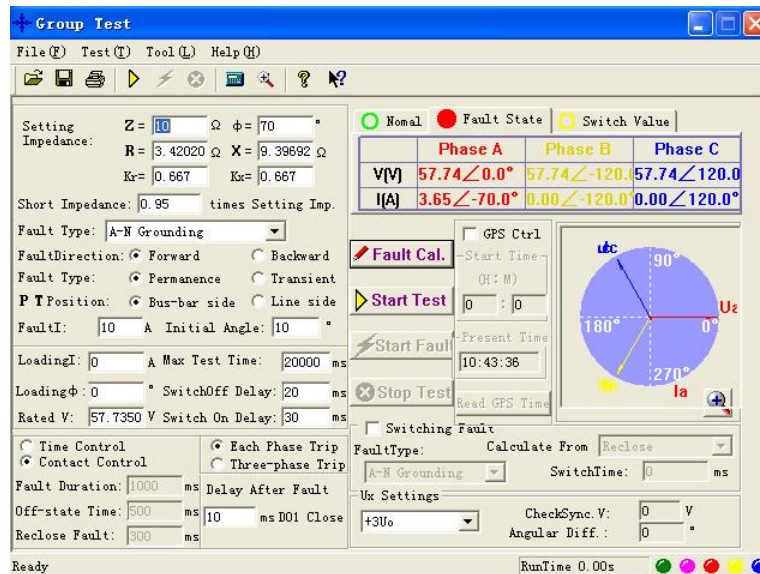 Group Test
File(F) Test(T) Tool(L) Help(H)
Setting Impedance:
Z= 10 Ω ϕ= 70 °
R= 3.42020 Ω X= 9.39692 Ω
Kr= 0.667 Kx= 0.667
Short Impedance: 0.95 times Setting Imp.
Fault Type: A-N Grounding
FaultDirection: Forward Backward
Fault Type: Permanence Transient
P T Position: Bus-bar side Line side
FaultI: 10 A Initial Angle: 10 °
LoadingI: 0 A Max Test Time: 20000 ms
Loadingϕ: 0 ° SwitchOff Delay: 20 ms
Rated V: 57.7350 V Switch On Delay: 30 ms
Time Control
Contact Control
Each Phase Trip
Three-phase Trip
Fault Duration: 1000 ms
Off-state Time: 500 ms
Reclose Fault: 300 ms
Delay After Fault
10 ms DO1 Close
Nomal Fault State Switch Value
Phase A Phase B Phase C
V(V) 57.74∠0.0° 57.74∠-120.0 57.74∠120.0
I(A) 3.65∠-70.0° 0.00∠-120.0° 0.00∠120.0°
Fault Cal.
Start Test
Start Fault
Stop Test
GPS Ctrl
Start Time
(H:M)
0 : 0
Present Time
10:43:36
Read GPS Time
90°
180° 0°
270°
Ua
Ia
Switching Fault
FaultType: Calculate From Reclose
A-N Grounding SwitchTime: 0 ms
Ux Settings
+3Uo
CheckSync.V: 0 V
Angular Diff.: 0 °
Ready RunTime 0.00s